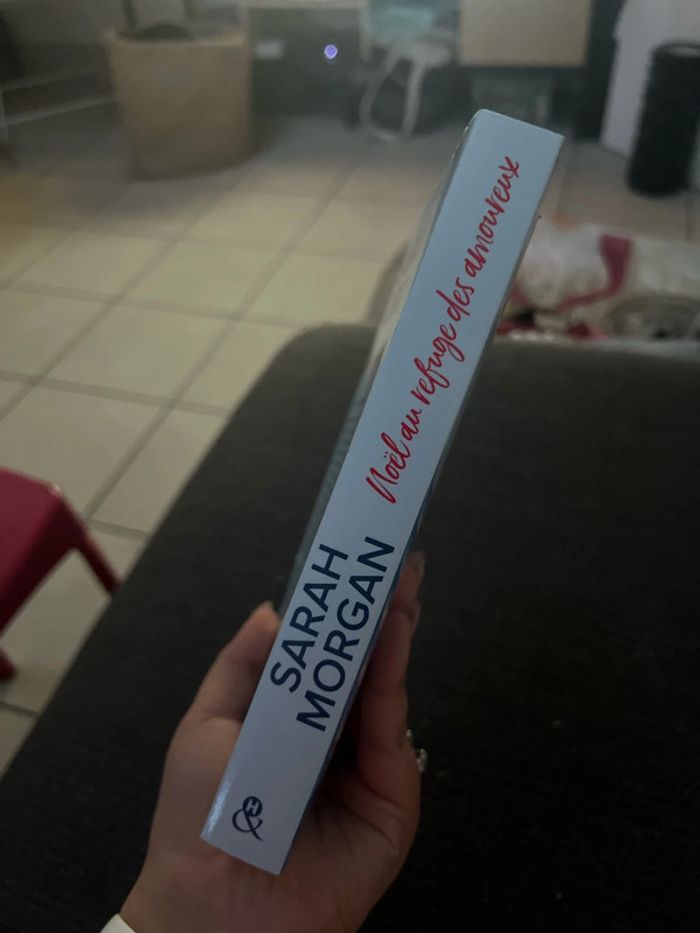 SARAH
MORGAN
Noël au refuge des amoureux
H